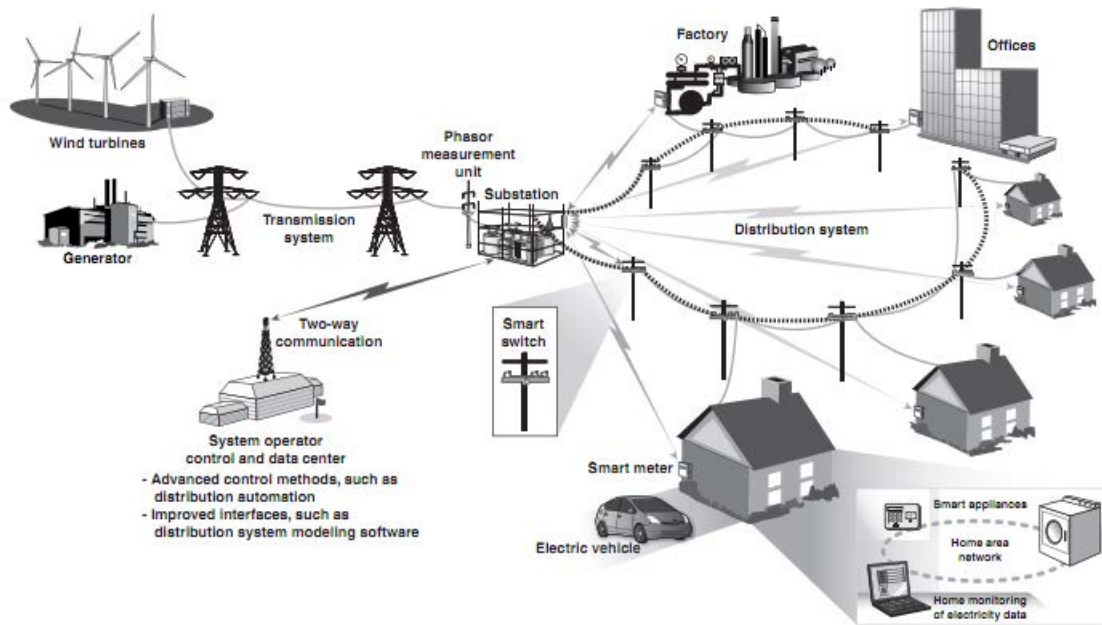 Factory
Offices
Wind turbines
Phasor
measurement
unit
Substation
Transmission
system
Generator
Distribution system
Two-way
communication
Smart
switch
System operator
control and data center
- Advanced control methods, such as
distribution automation
- Improved interfaces, such as
distribution system modeling software
Smart meter
Electric vehicle
Smart appliances
Home area
network
Home monitoring
of electricity data